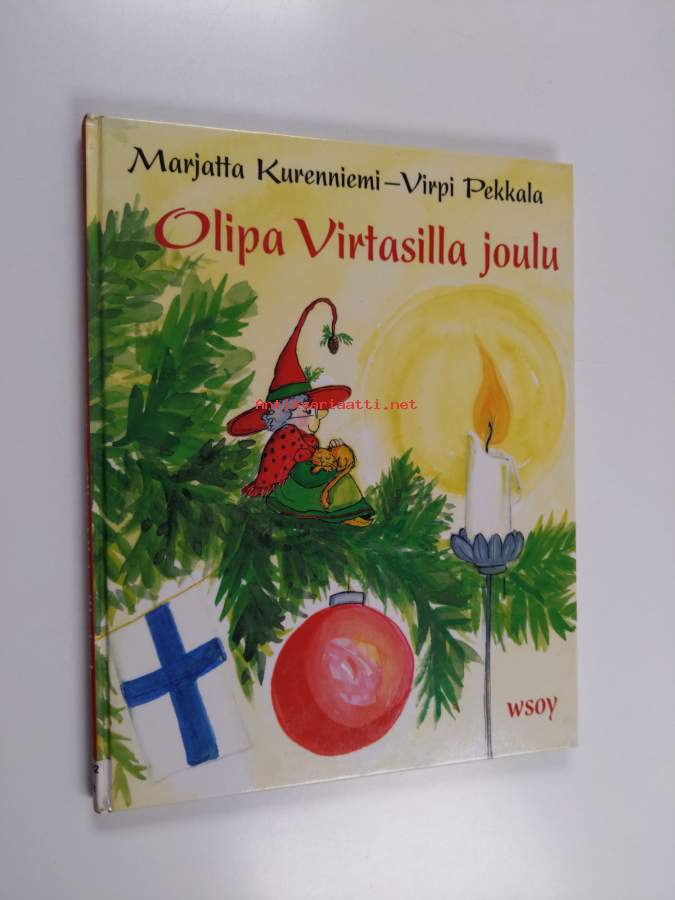 Marjatta Kurenniemi – Virpi Pekkala
Olipa Virtasilla joulu
Antikvariaatti.net
wsoy